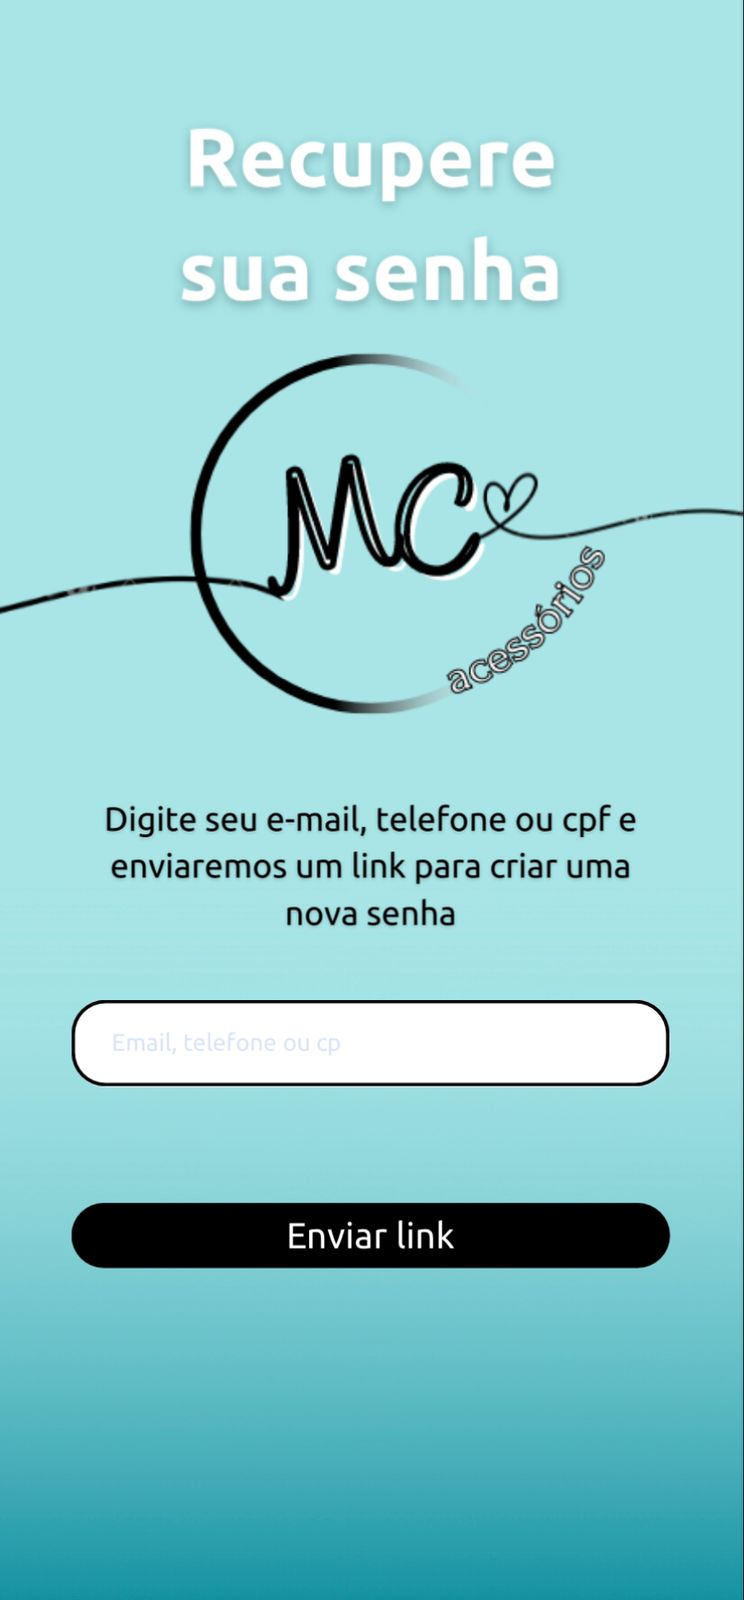 Recupere
sua senha
MC
acessórios
Digite seu e-mail, telefone ou cpf e
enviaremos um link para criar uma
nova senha
Email, telefone ou cp
Enviar link